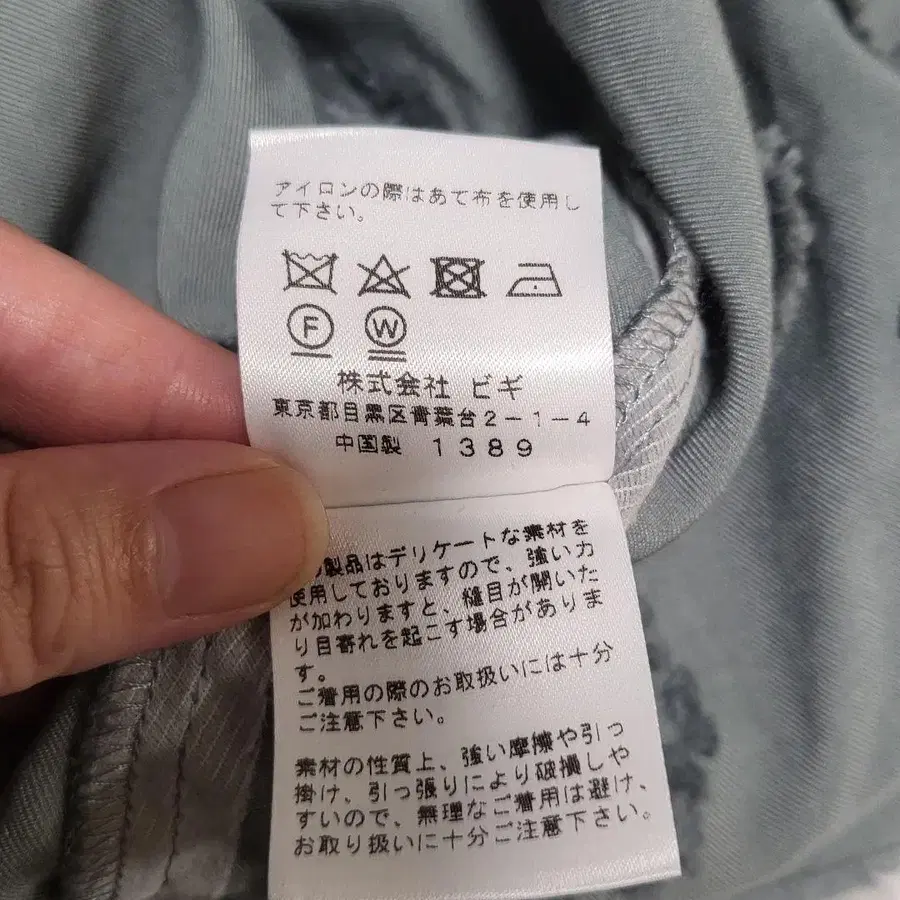 アイロンの際はあて布を使用し
て下さい。
F W
株式会社 ビギ
東京都目黒区青葉台2-1-4
中国製 1389
製品はデリケートな素材を
使用しておりますので、強い力
が加わりますと、縫目が開いた
り目寄れを起こす場合がありま
す。
ご着用の際のお取扱いには十分
ご注意下さい。
素材の性質上、強い摩擦や引っ
掛け、引っ張りにより破損しや
すいので、無理なご着用は避け、
お取り扱いに十分ご注意下さい。